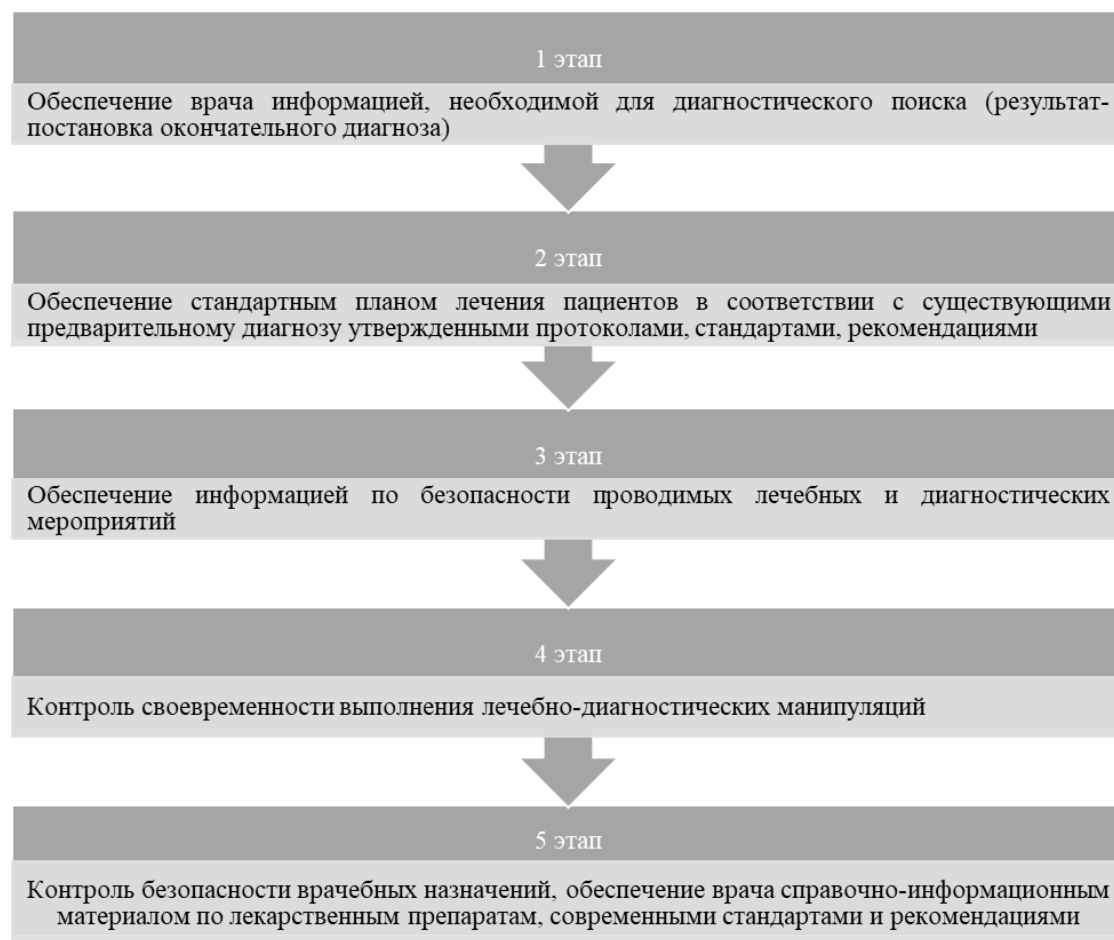 1 этап
Обеспечение врача информацией, необходимой для диагностического поиска (результат-
постановка окончательного диагноза)
2 этап
Обеспечение стандартным планом лечения пациентов в соответствии с существующими
предварительному диагнозу утвержденными протоколами, стандартами, рекомендациями
3 этап
Обеспечение информацией по безопасности проводимых лечебных и диагностических
мероприятий
4 этап
Контроль своевременности выполнения лечебно-диагностических манипуляций
5 этап
Контроль безопасности врачебных назначений, обеспечение врача справочно-информационным
материалом по лекарственным препаратам, современными стандартами и рекомендациями